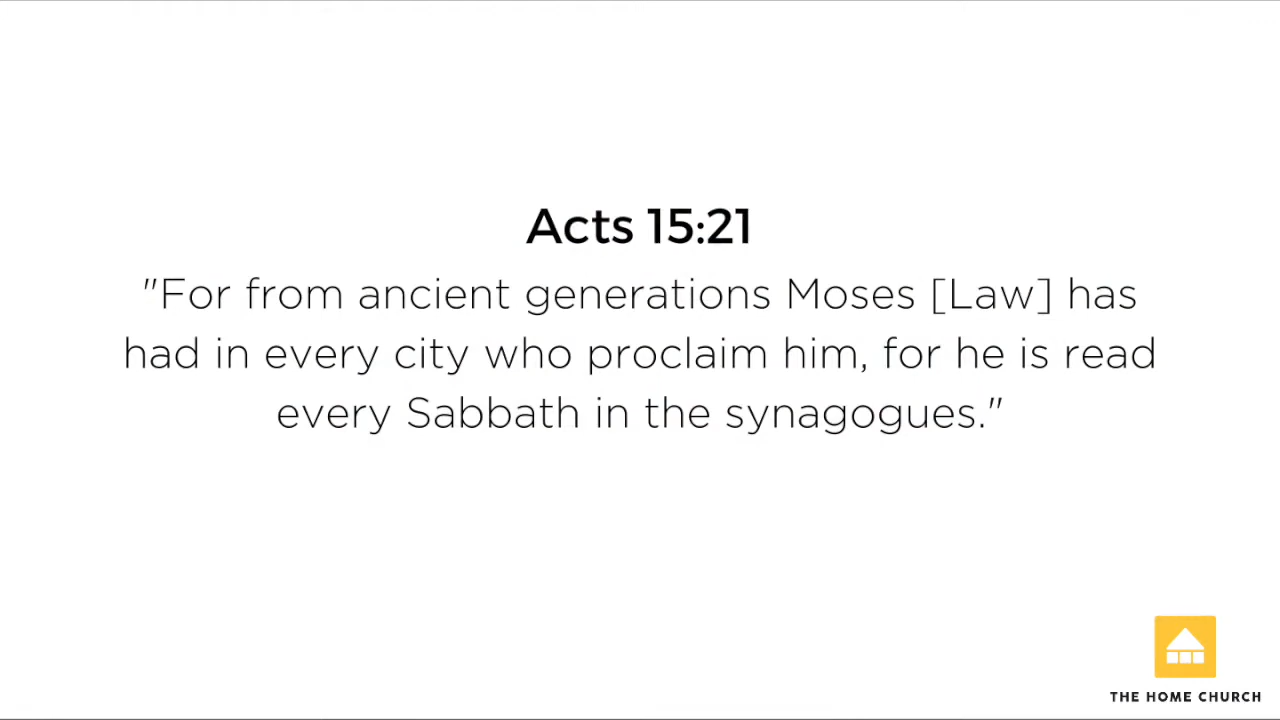 Acts 15:21
"For from ancient generations Moses [Law] has
had in every city who proclaim him, for he is read
every Sabbath in the synagogues."
THE HOME CHURCH